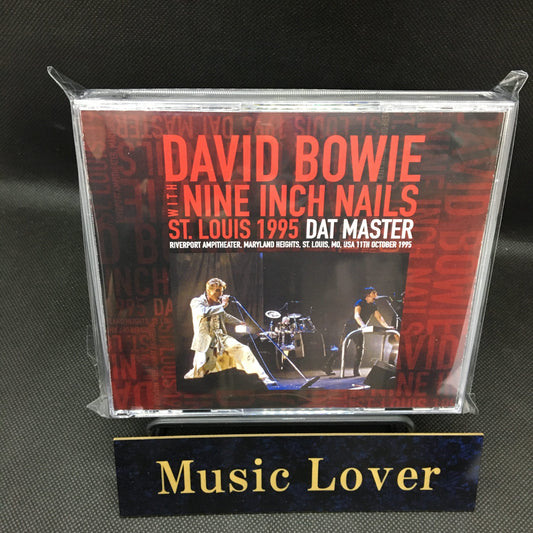 DAVID BOWIE
WITH NINE INCH NAILS
ST. LOUIS 1995 DAT MASTER
RIVERPORT AMPITHEATER, MARYLAND HEIGHTS, ST. LOUIS, MO, USA 11TH OCTOBER 1995
Music Lover